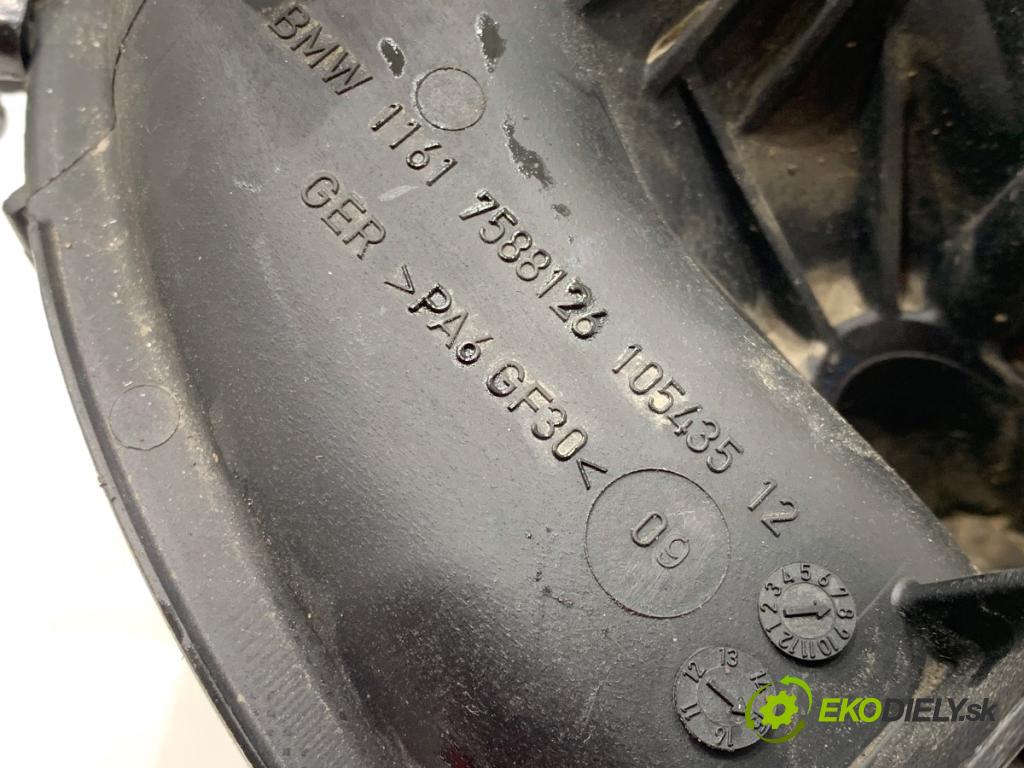 BMW 1161 7588126 105435 12
GER >PA6 GF30<
09
1 2 3 4 5 6 7 8 9 10 11 12
11 12 13 14 16
EKODIELY.sk